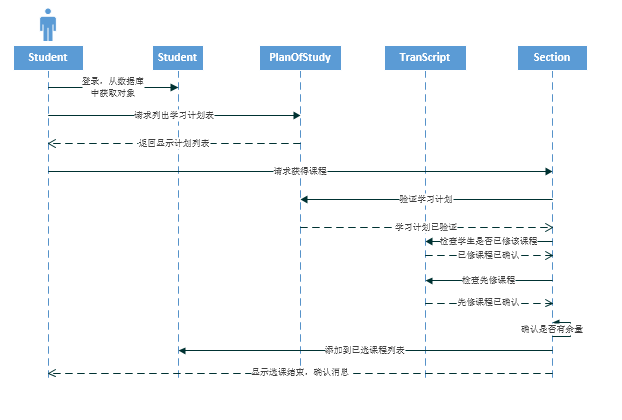 Student
Student
PlanOfStudy
TranScript
Section
登录，从数据库
中获取对象
请求列出学习计划表
返回显示计划列表
请求获得课程
验证学习计划
学习计划已验证
检查学生是否已修该课程
已修课程已确认
检查先修课程
先修课程已确认
确认是否有余量
添加到已选课程列表
显示选课结束，确认消息